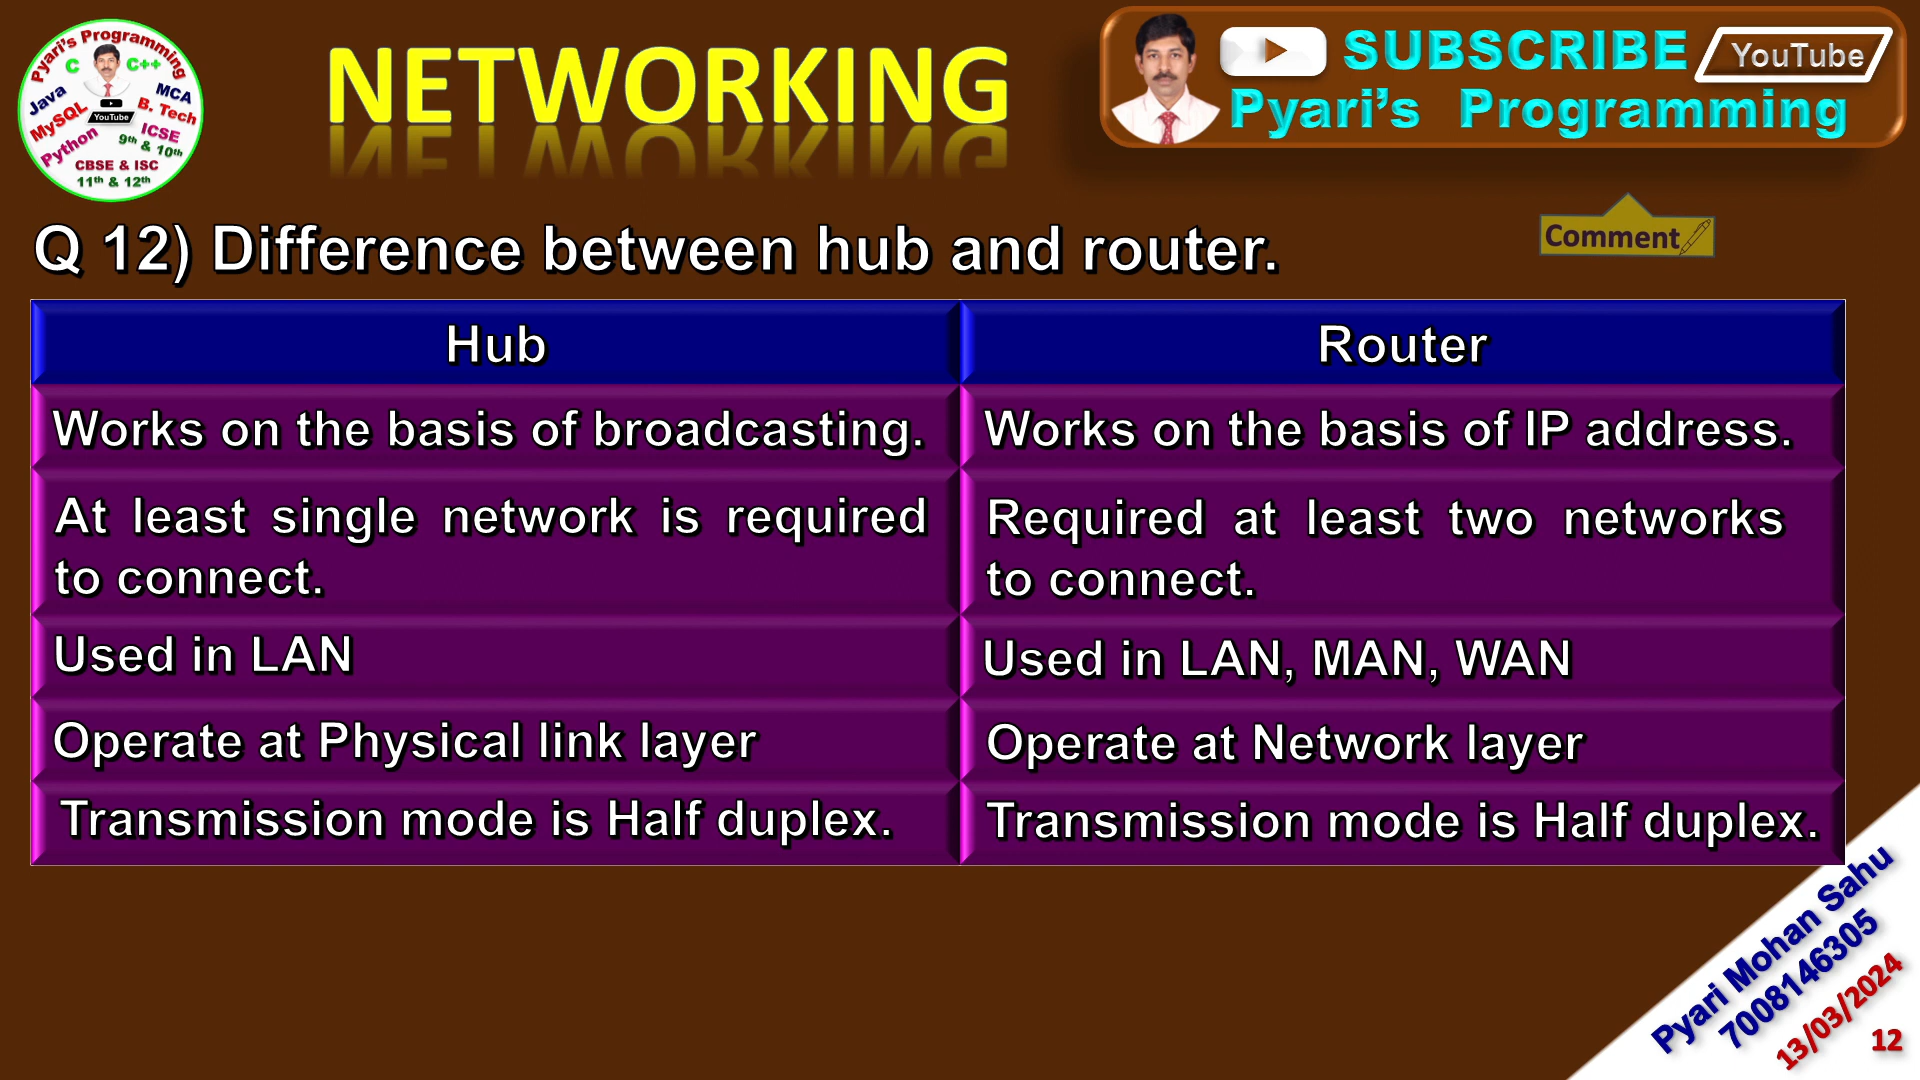 Pyari's Programming
C
C++
Java
MCA
MySQL
B. Tech
YouTube
Python
ICSE
9th & 10th
CBSE & ISC
11th & 12th
NETWORKING
SUBSCRIBE YouTube
Pyari's Programming
Q 12) Difference between hub and router.
Comment
Hub
Router
Works on the basis of broadcasting.
Works on the basis of IP address.
At least single network is required
to connect.
Required at least two networks
to connect.
Used in LAN
Used in LAN, MAN, WAN
Operate at Physical link layer
Operate at Network layer
Transmission mode is Half duplex.
Transmission mode is Half duplex.
Pyari Mohan Sahu
7008146305
13/03/2024
12